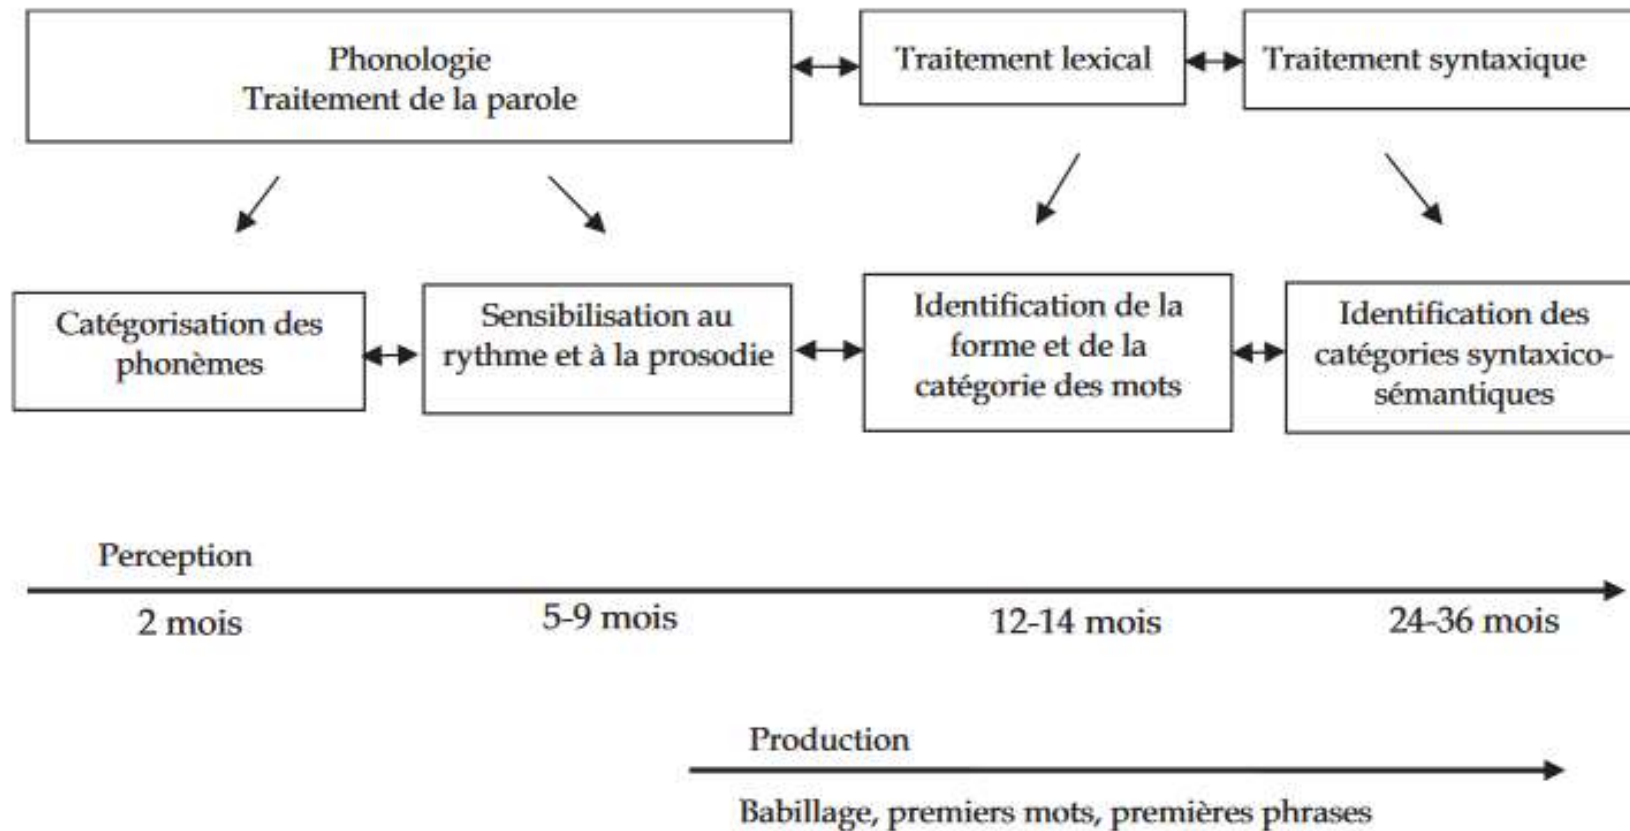 Phonologie
Traitement de la parole
Traitement lexical
Traitement syntaxique
Catégorisation des
phonèmes
Sensibilisation au
rythme et à la prosodie
Identification de la
forme et de la
catégorie des mots
Identification des
catégories syntaxico-
sémantiques
Perception
2 mois
5-9 mois
12-14 mois
24-36 mois
Production
Babillage, premiers mots, premières phrases